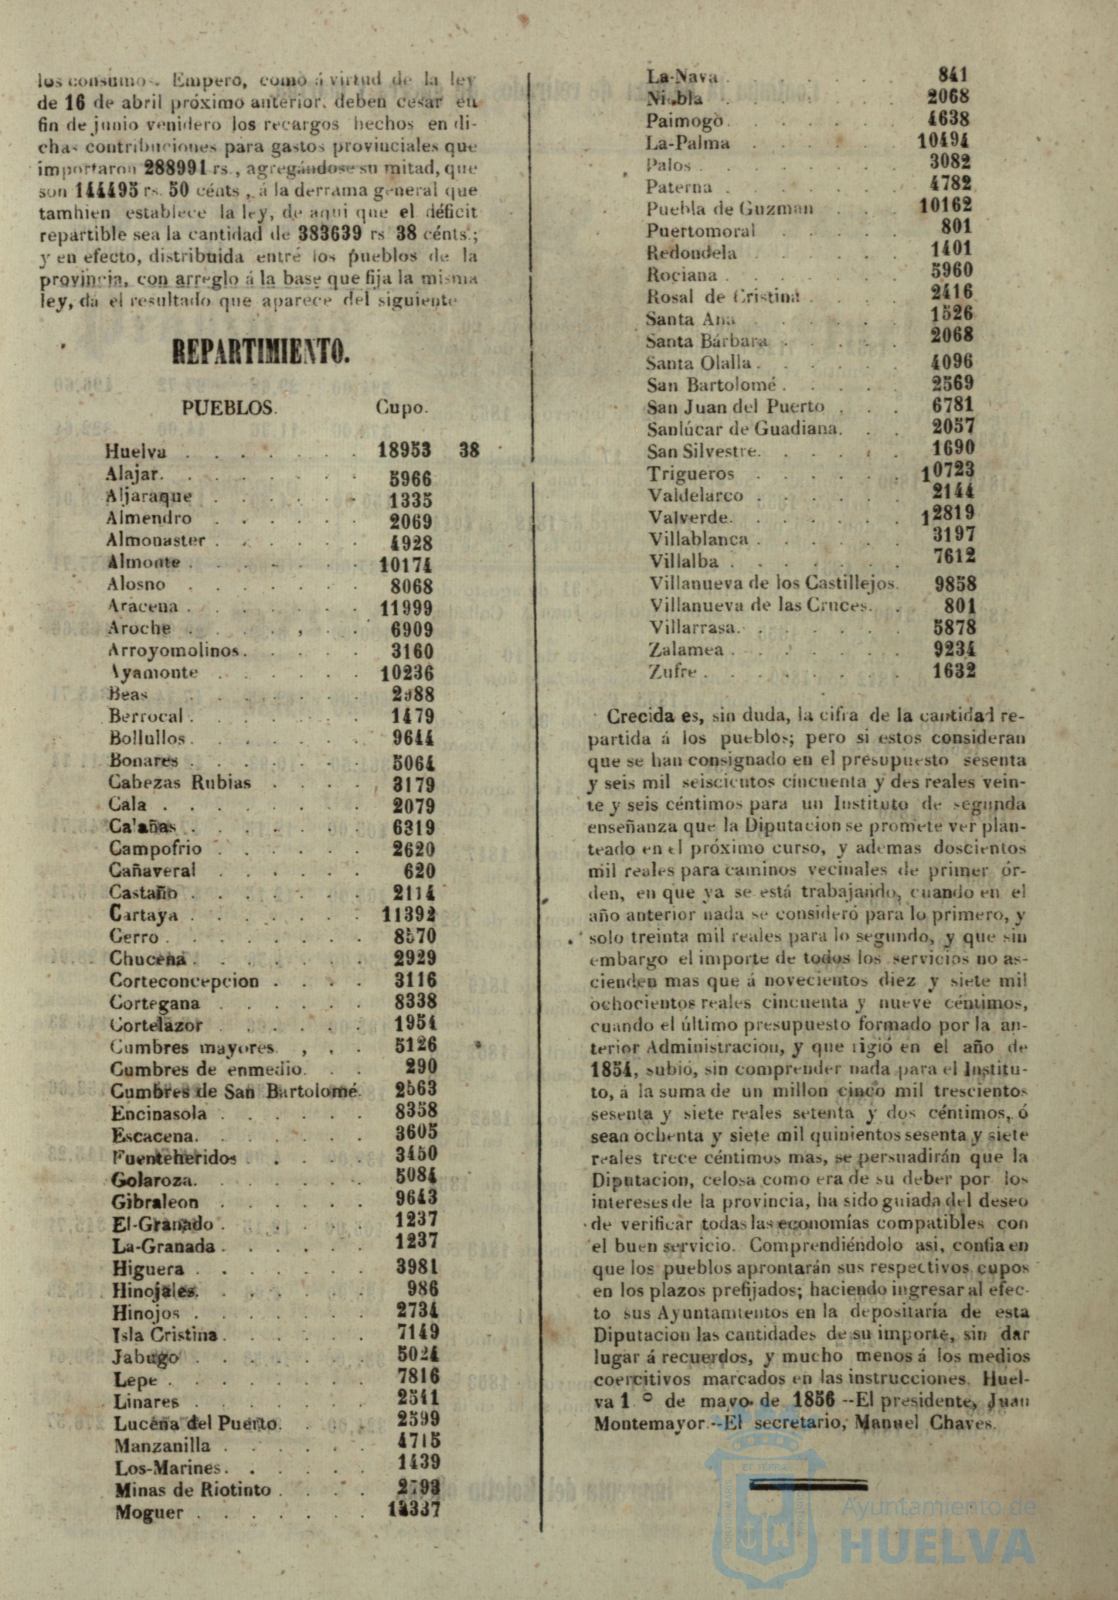 los consumos. Empero, como á virtud de la ley
de 16 de abril próximo anterior, deben cesar en
fin de junio venidero los recargos hechos en di-
chas contribuciones para gastos provinciales que
importaron 288991 rs., agregándose su mitad, que
son 144495 rs. 50 cénts., á la derrama general que
tambien establece la ley, de aqui que el déficit
repartible sea la cantidad de 383639 rs 38 cénts.;
y en efecto, distribuida entré los pueblos de la
provincia, con arreglo á la base que fija la misma
ley, dá el resultado que aparece del siguiente
REPARTIMIENTO.
PUEBLOS. Cupo.
Huelva . . . . . . . 18953 38
Alajar. . . . . . . . 5966
Aljaraque . . . . . . 1335
Almendro . . . . . . 2069
Almonaster . . . . . . 4928
Almonte . . . . . . . 10174
Alosno . . . . . . . 8068
Aracena . . . . . . . 11999
Aroche . . . . , . . 6909
Arroyomolinos. . . . . 3160
Ayamonte . . . . . . 10236
Beas . . . . . . . 2988
Berrocal . . . . . . . 1479
Bollullos. . . . . . . 9644
Bonares . . . . . . . 5064
Cabezas Rubias . . . . 3179
Cala . . . . . . . . 2079
Ca'añas . . . . . . . 6319
Campofrio . . . . . . 2620
Cañaveral . . . . . . 620
Castaño . . . . . . . 2114
Cartaya . . . . . . . 11392
Cerro . . . . . . . . 8570
Chucena . . . . . . . 2929
Corteconcepcion . . . . 3116
Cortegana . . . . . . 8338
Cortelazor . . . . . . 1954
Cumbres mayores. , , . 5126
Cumbres de enmedio. . . 290
Cumbres de San Bartolomé. 2563
Encinasola . . . . . . 8358
Escacena. . . . . . . 3605
Fuenteheridos . . . . . 3450
Golaroza. . . . . . . 5084
Gibraleon . . . . . . 9643
El-Granado . . . . . . 1237
La-Granada . . . . . . 1237
Higuera . . . . . . . 3981
Hinojales. . . . . . . 986
Hinojos . . . . . . . 2734
Isla Cristina . . . . . . 7149
Jabugo . . . . . . . 5024
Lepe . . . . . . . . 7816
Linares . . . . . . . 2541
Lucena del Puerto. . . . 2599
Manzanilla . . . . . . 4715
Los-Marines. . . . . . 1439
Minas de Riotinto . . . . 2793
Moguer . . . . . . . 12337
La-Nava . . . . . . . 841
Niebla . . . . . . . 2068
Paimogo. . . . . . . 4638
La-Palma . . . . . . 10494
Palos . . . . . . . . 3082
Paterna . . . . . . . 4782
Puebla de Guzman . . . 10162
Puertomoral . . . . . 801
Redondela . . . . . . 1401
Rociana . . . . . . . 5960
Rosal de Cristina . . . . 2416
Santa Ana . . . . . . 1526
Santa Bárbara . . . . . 2068
Santa Olalla . . . . . . 4096
San Bartolomé . . . . . 2569
San Juan del Puerto . . . 6781
Sanlúcar de Guadiana. . . 2057
San Silvestre. . . . . . 1690
Trigueros . . . . . . 10723
Valdelarco . . . . . . 2144
Valverde. . . . . . . 12819
Villablanca . . . . . . 3197
Villalba . . . . . . . 7612
Villanueva de los Castillejos. 9858
Villanueva de las Cruces. . 801
Villarrasa. . . . . . . 5878
Zalamea . . . . . . . 9234
Zufre . . . . . . . . 1632
Crecida es, sin duda, la cifra de la cantidad re-
partida á los pueblos; pero si estos consideran
que se han consignado en el presupuesto sesenta
y seis mil seiscientos cincuenta y des reales vein-
te y seis céntimos para un Instituto de segunda
enseñanza que la Diputacion se promete ver plan-
teado en el próximo curso, y ademas doscientos
mil reales para caminos vecinales de primer ór-
den, en que ya se está trabajando, cuando en el
año anterior nada se consideró para lo primero, y
solo treinta mil reales para lo segundo, y que sin
embargo el importe de todos los servicios no as-
cienden mas que á novecientos diez y siete mil
ochocientos reales cincuenta y nueve céntimos,
cuando el último presupuesto formado por la an-
terior Administracion, y que rigió en el año de
1854, subió, sin comprender nada para el Institu-
to, á la suma de un millon cinco mil trescientos
sesenta y siete reales setenta y dos céntimos, ó
sean ochenta y siete mil quinientos sesenta y siete
reales trece céntimos mas, se persuadirán que la
Diputacion, celosa como era de su deber por los
intereses de la provincia, ha sido guiada del deseo
de verificar todas las economías compatibles con
el buen servicio. Comprendiéndolo asi, confia en
que los pueblos aprontarán sus respectivos cupos
en los plazos prefijados; haciendo ingresar al efec-
to sus Ayuntamientos en la depositaría de esta
Diputacion las cantidades de su importe, sin dar
lugar á recuerdos, y mucho menos á los medios
coercitivos marcados en las instrucciones. Huel-
va 1.º de mayo de 1856 --El presidente, Juan
Montemayor --El secretario, Manuel Chaves.
Ayuntamiento de
HUELVA